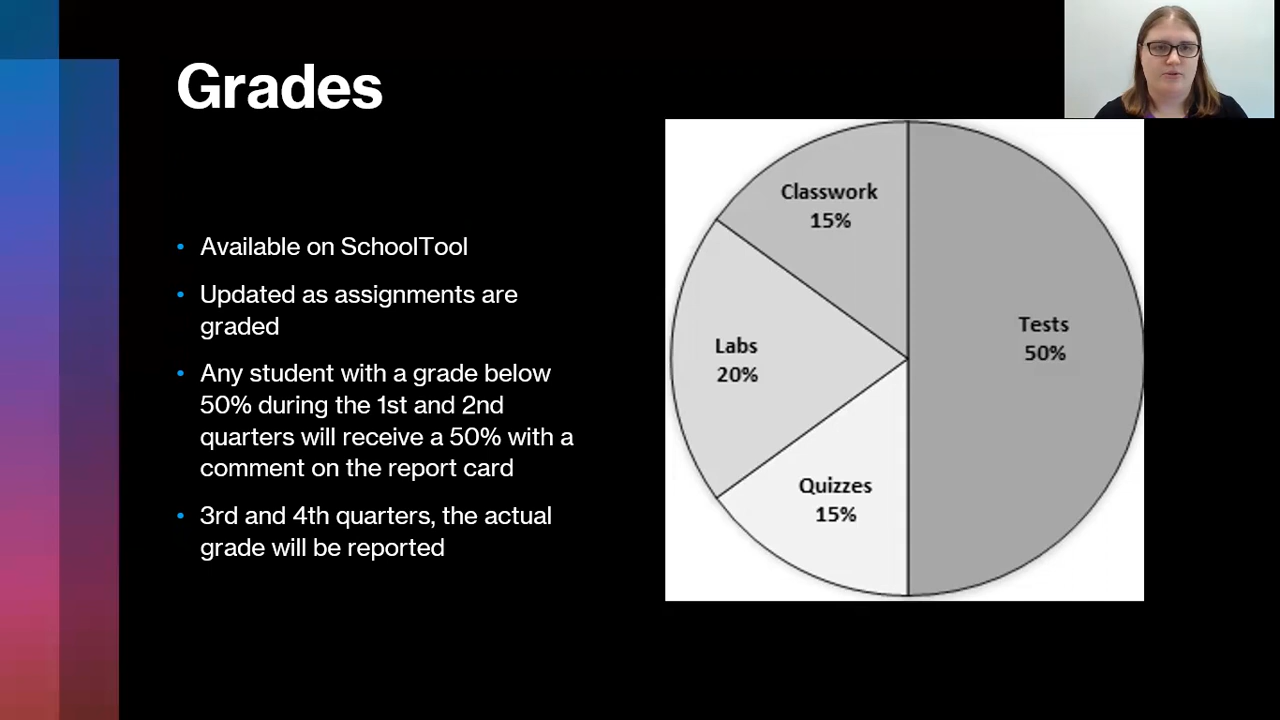 Grades
• Available on SchoolTool
• Updated as assignments are
graded
• Any student with a grade below
50% during the 1st and 2nd
quarters will receive a 50% with a
comment on the report card
• 3rd and 4th quarters, the actual
grade will be reported
Classwork
15%
Tests
50%
Labs
20%
Quizzes
15%